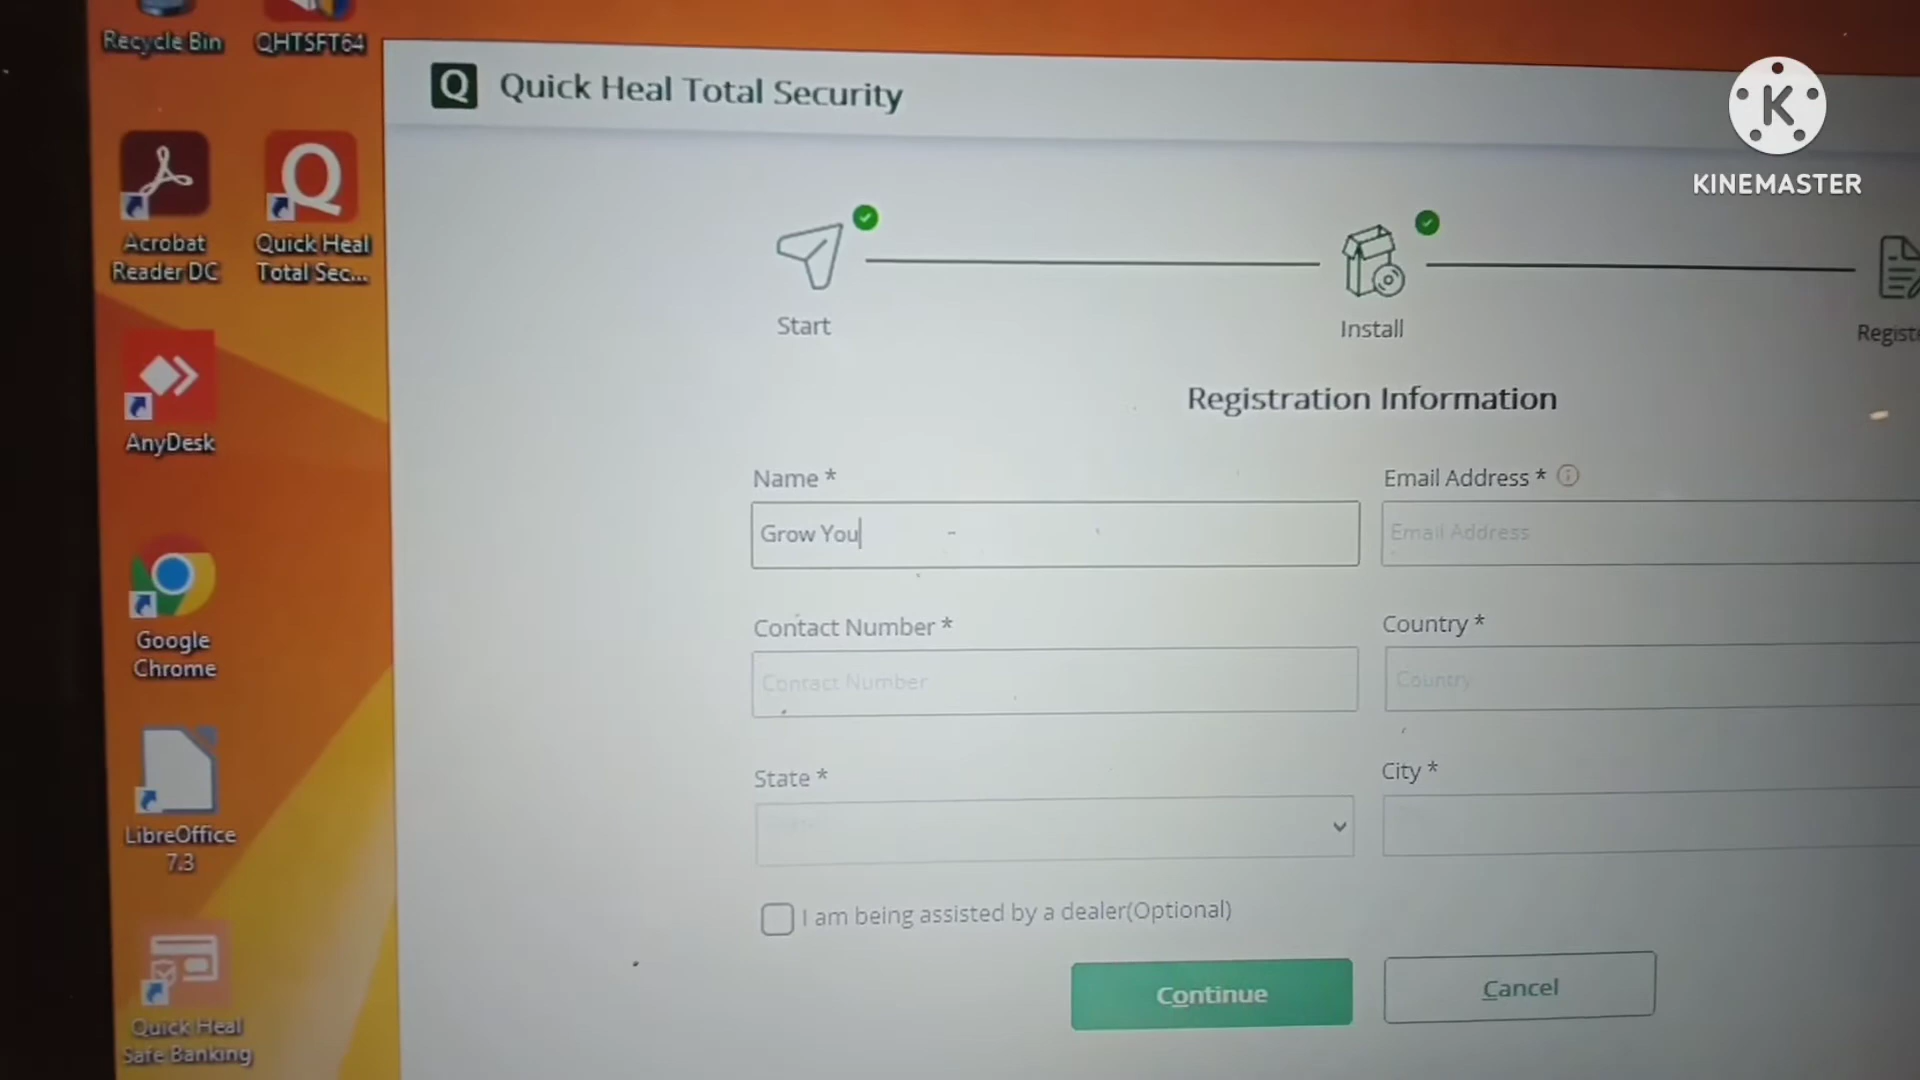 Recycle Bin
QHTSFT64
Q Quick Heal Total Security
K
KINEMASTER
Acrobat
Reader DC
Quick Heal
Total Sec...
Start
Install
Registe
Registration Information
AnyDesk
Name *
Email Address *
Grow You
Email Address
Google
Chrome
Contact Number *
Country *
Contact Number
Country
State *
City *
LibreOffice
7.3
I am being assisted by a dealer(Optional)
Continue
Cancel
Quick Heal
Safe Banking